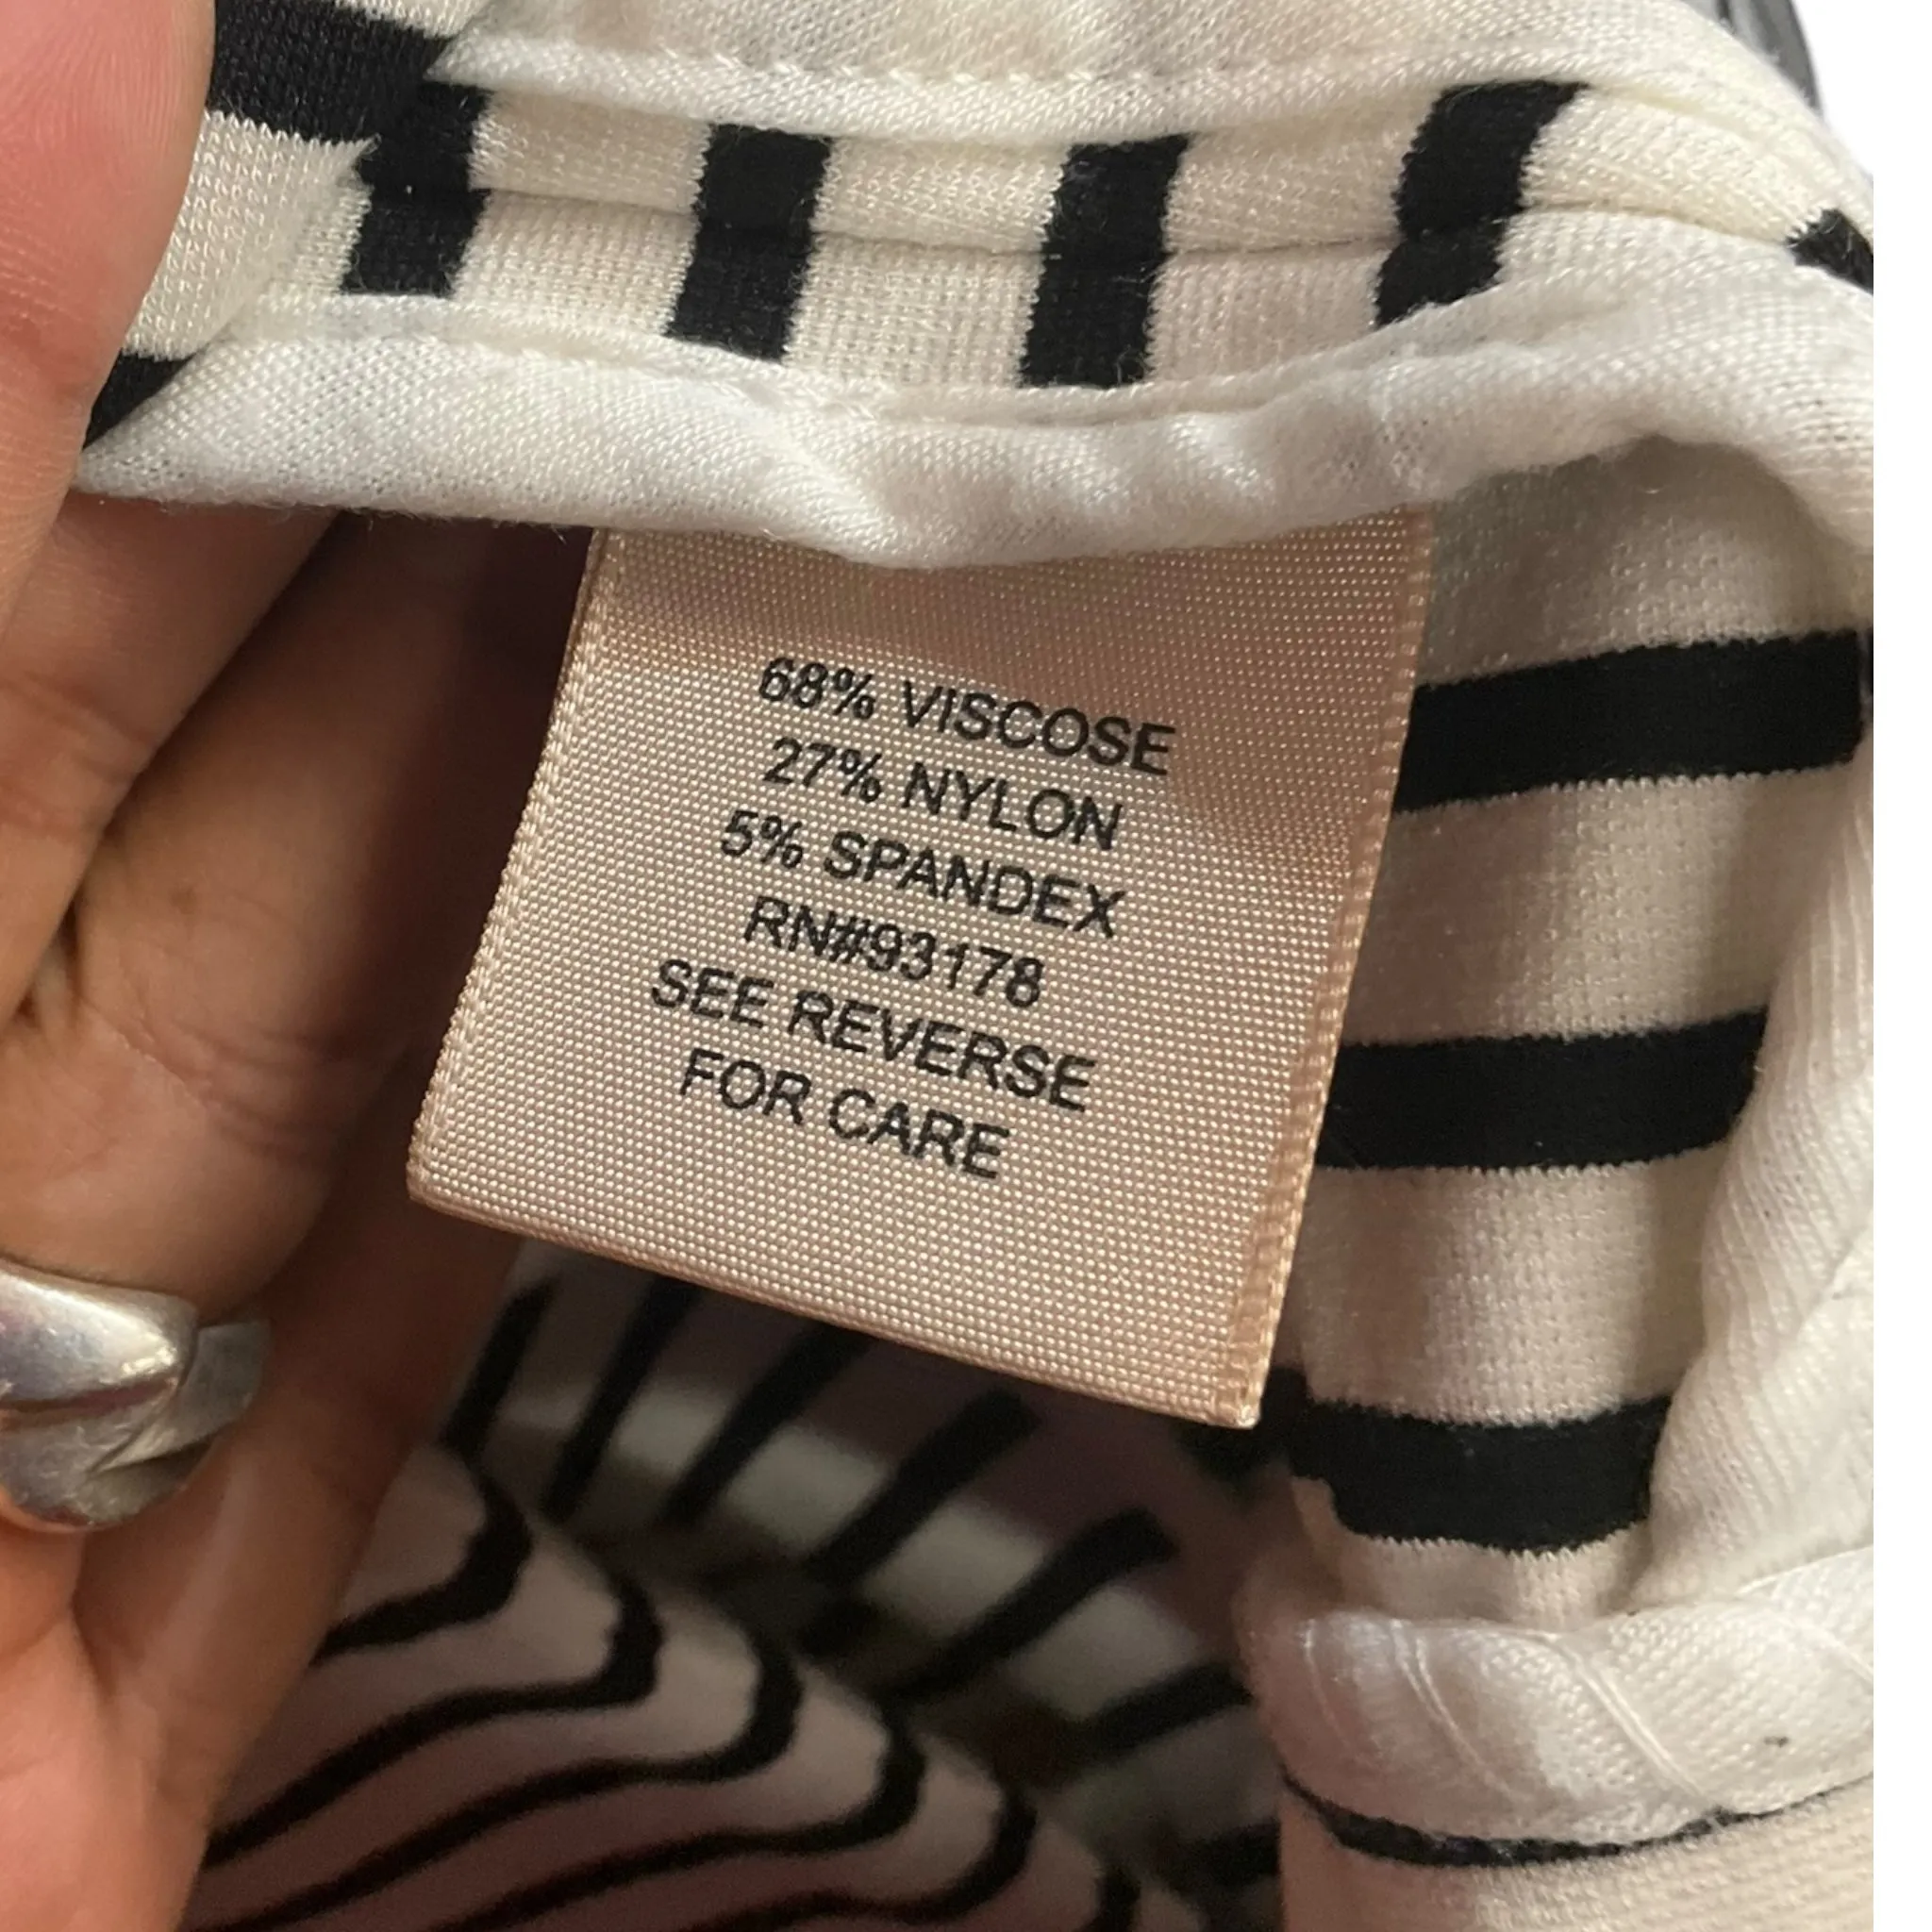 68% VISCOSE
27% NYLON
5% SPANDEX
RN#93178
SEE REVERSE
FOR CARE